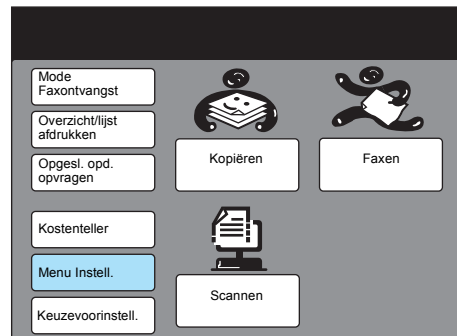 Mode
Faxontvangst
Overzicht/lijst
afdrukken
Opgesl. opd.
opvragen
Kopiëren
Faxen
Kostenteller
Menu Instell.
Keuzevoorinstell.
Scannen